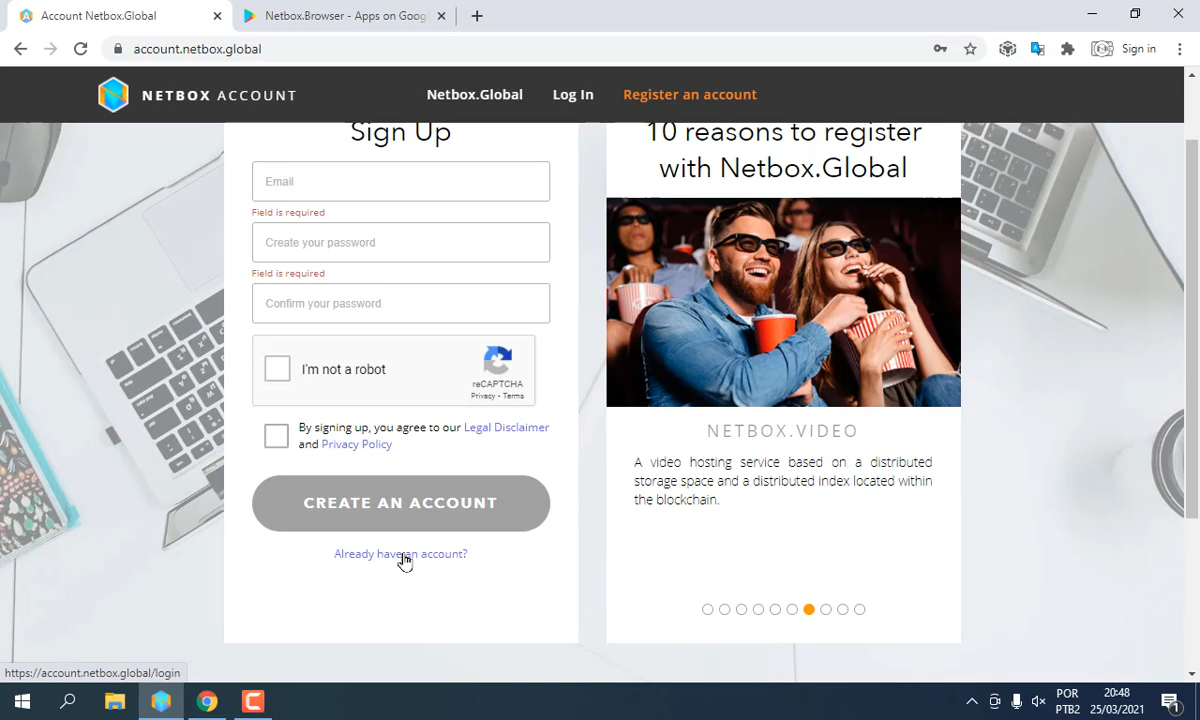 Account Netbox.Global
Netbox.Browser - Apps on Goog
account.netbox.global
Sign in
NETBOX ACCOUNT
Netbox.Global
Log In
Register an account
Sign Up
Email
Field is required
Create your password
Field is required
Confirm your password
I'm not a robot
reCAPTCHA
Privacy - Terms
By signing up, you agree to our Legal Disclaimer
and Privacy Policy
CREATE AN ACCOUNT
Already have an account?
10 reasons to register
with Netbox.Global
NETBOX.VIDEO
A video hosting service based on a distributed
storage space and a distributed index located within
the blockchain.
https://account.netbox.global/login
POR
PTB2
20:48
25/03/2021
1